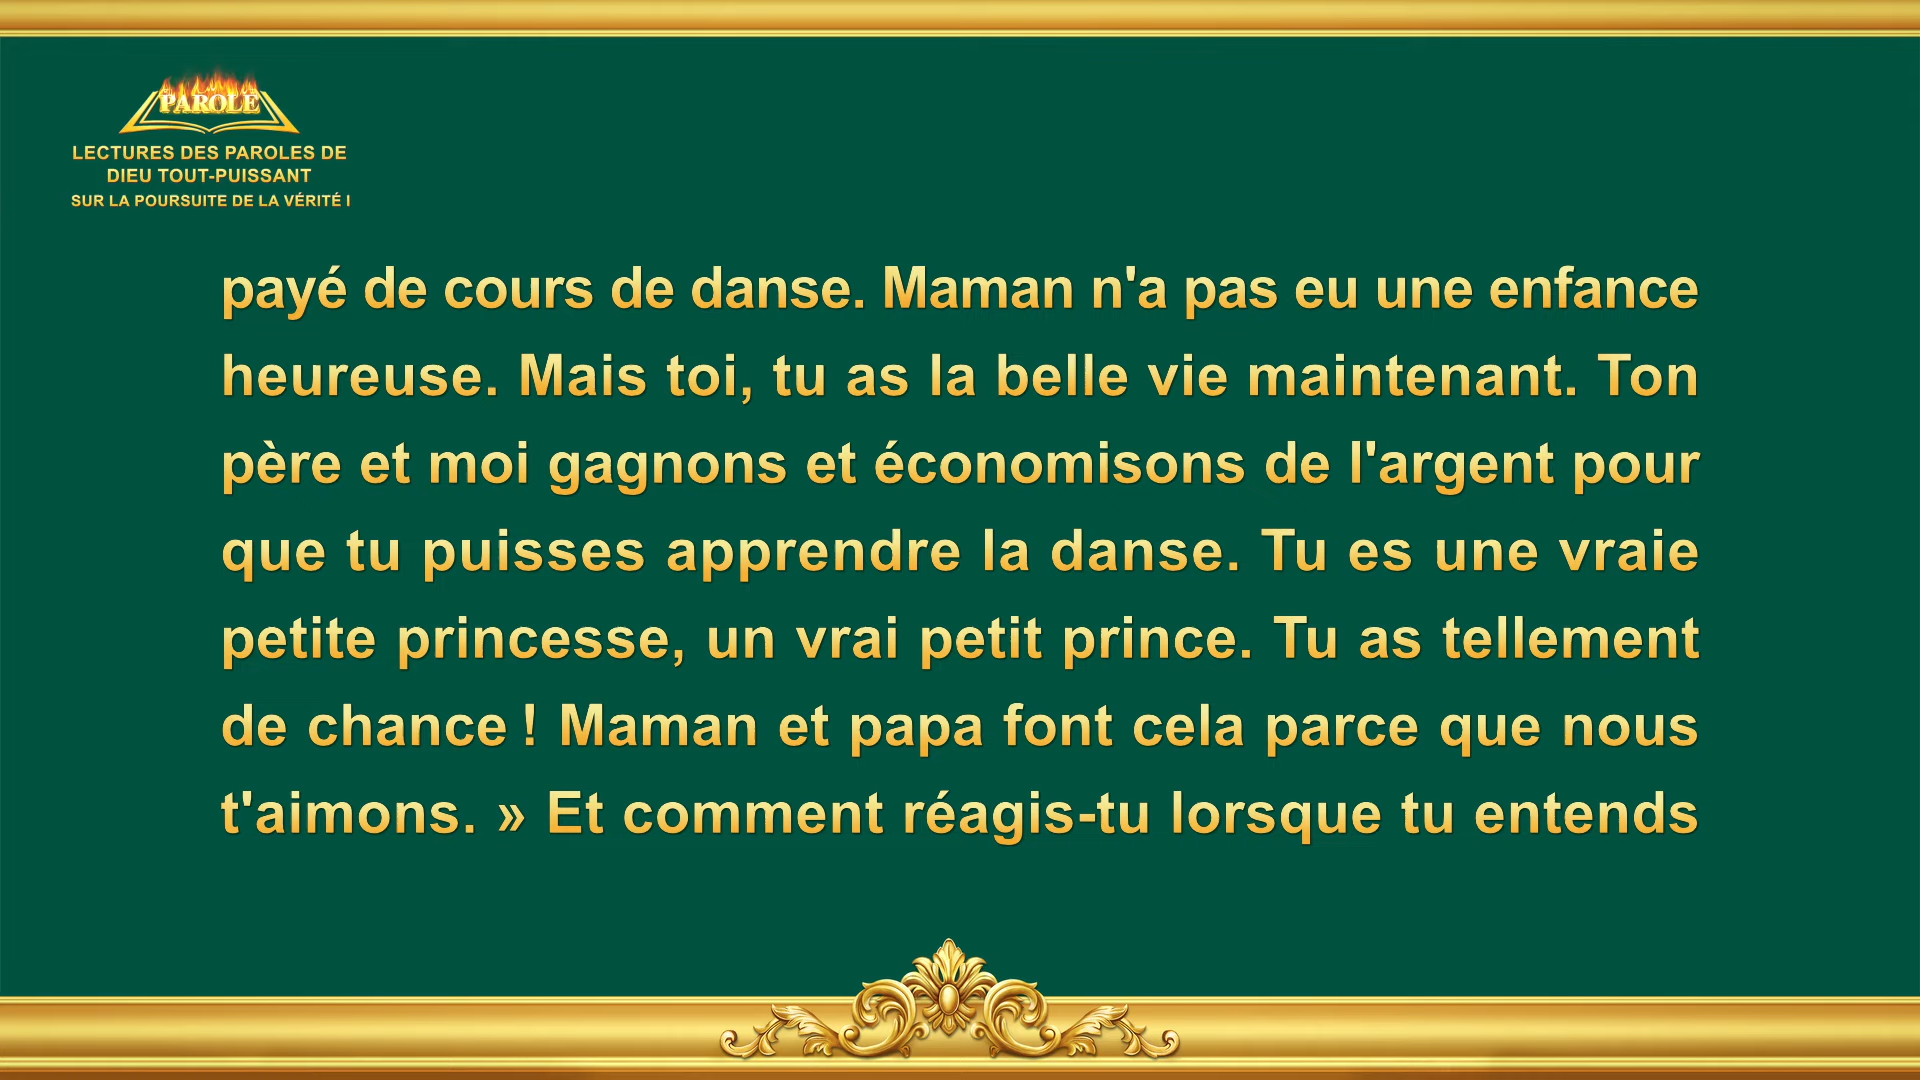 PAROLE
LECTURES DES PAROLES DE
DIEU TOUT-PUISSANT
SUR LA POURSUITE DE LA VÉRITÉ I
payé de cours de danse. Maman n'a pas eu une enfance
heureuse. Mais toi, tu as la belle vie maintenant. Ton
père et moi gagnons et économisons de l'argent pour
que tu puisses apprendre la danse. Tu es une vraie
petite princesse, un vrai petit prince. Tu as tellement
de chance ! Maman et papa font cela parce que nous
t'aimons. » Et comment réagis-tu lorsque tu entends